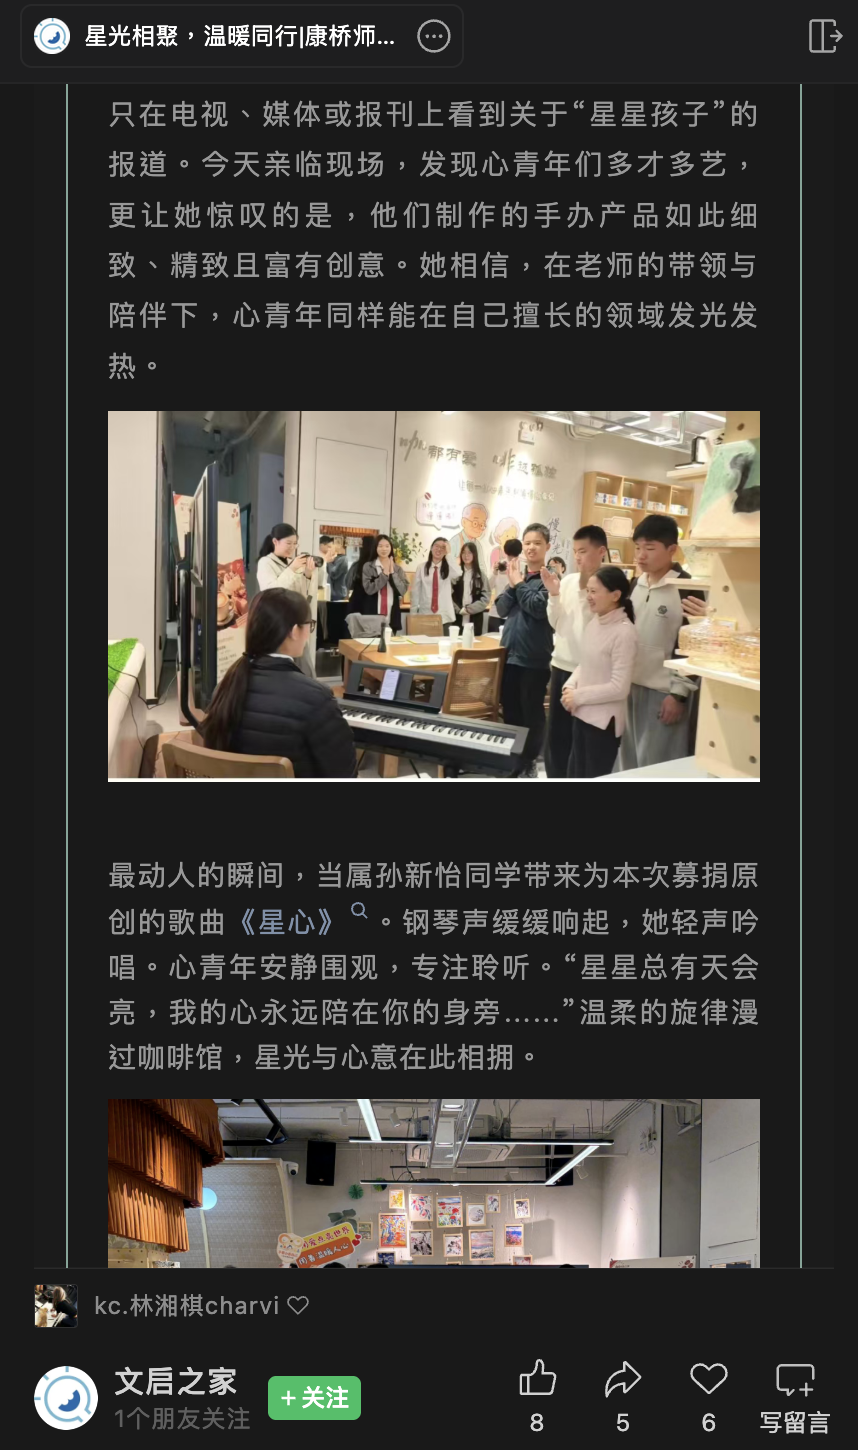 星光相聚，温暖同行|康桥师...
只在电视、媒体或报刊上看到关于“星星孩子”的
报道。今天亲临现场，发现心青年们多才多艺，
更让她惊叹的是，他们制作的手办产品如此细
致、精致且富有创意。她相信，在老师的带领与
陪伴下，心青年同样能在自己擅长的领域发光发
热。
都有爱
最动人的瞬间，当属孙新怡同学带来为本次募捐原
创的歌曲《星心》。钢琴声缓缓响起，她轻声吟
唱。心青年安静围观，专注聆听。“星星总有天会
亮，我的心永远陪在你的身旁......”温柔的旋律漫
过咖啡馆，星光与心意在此相拥。
kc.林湘棋charvi
文启之家
1个朋友关注
+关注
8
5
6
写留言